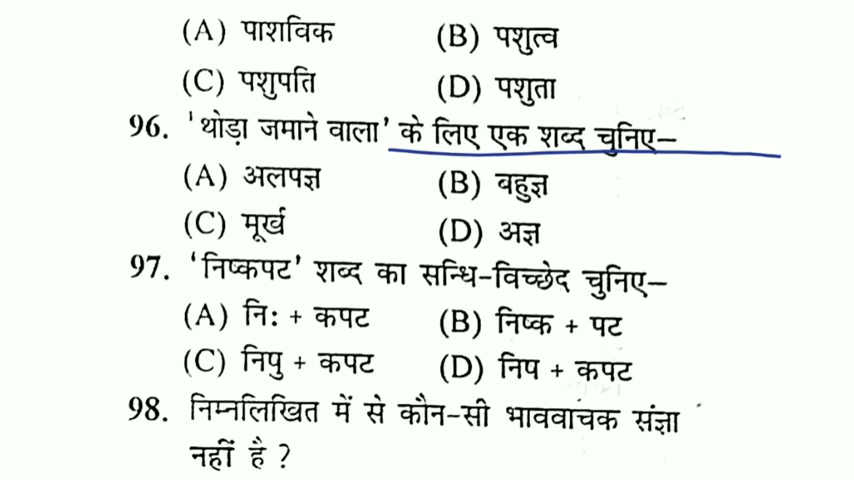 (A) पाशविक (B) पशुत्व
(C) पशुपति (D) पशुता
96. 'थोड़ा जमाने वाला' के लिए एक शब्द चुनिए–
(A) अलपज्ञ (B) बहुज्ञ
(C) मूर्ख (D) अज्ञ
97. 'निष्कपट' शब्द का सन्धि-विच्छेद चुनिए–
(A) नि: + कपट (B) निष्क + पट
(C) निपु + कपट (D) निप + कपट
98. निम्नलिखित में से कौन-सी भाववाचक संज्ञा
नहीं है ?